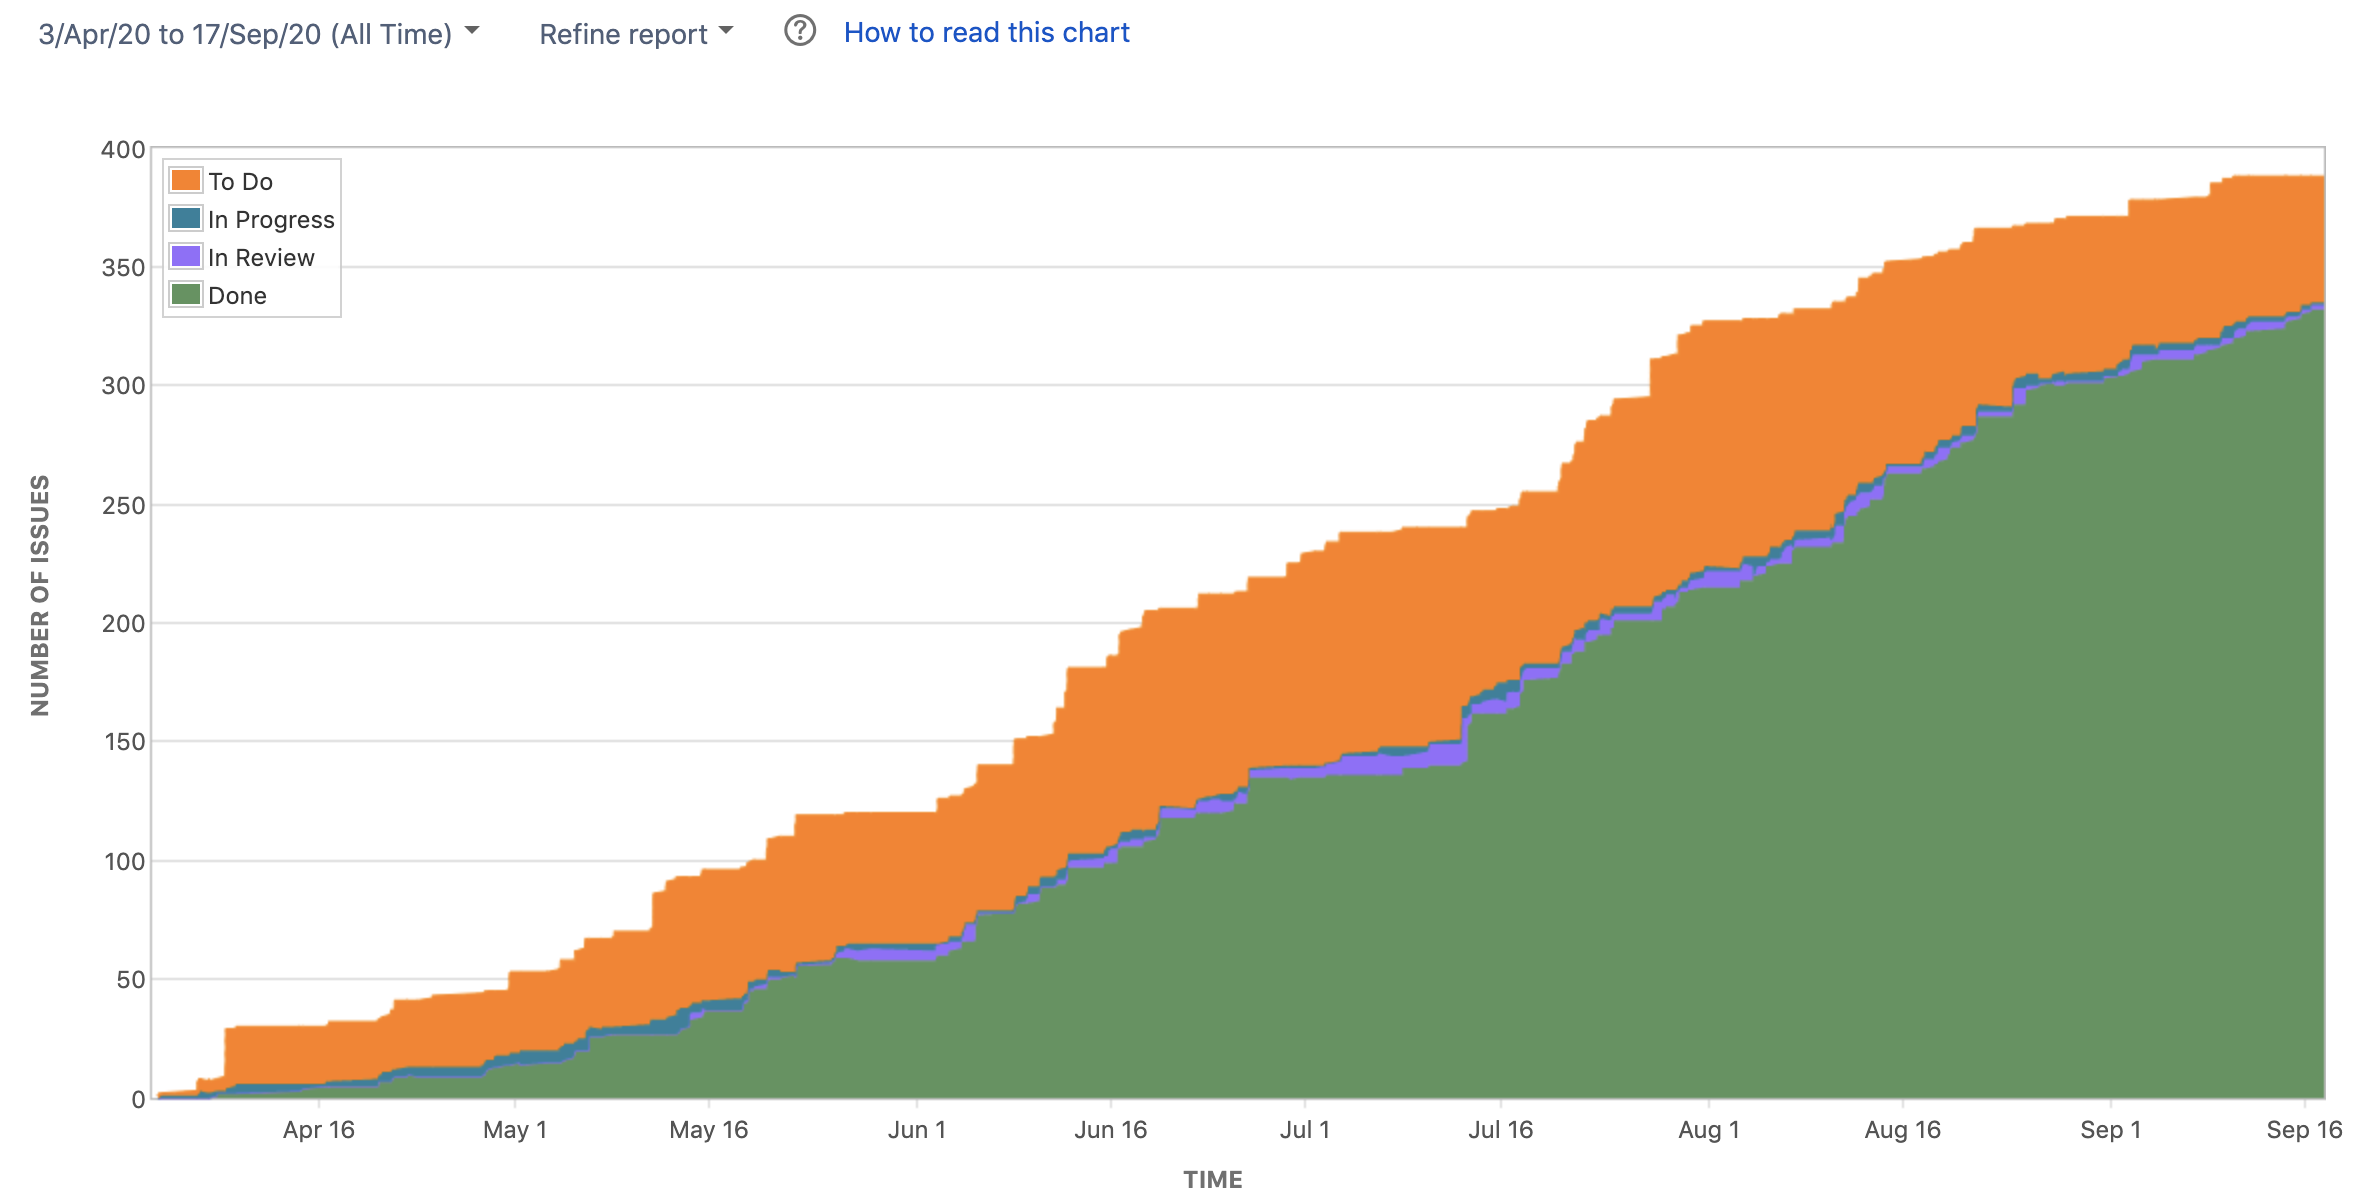 3/Apr/20 to 17/Sep/20 (All Time) Refine report ? How to read this chart
400
To Do
In Progress
In Review
Done
350
300
250
200
150
100
50
0
NUMBER OF ISSUES
Apr 16 May 1 May 16 Jun 1 Jun 16 Jul 1 Jul 16 Aug 1 Aug 16 Sep 1 Sep 16
TIME